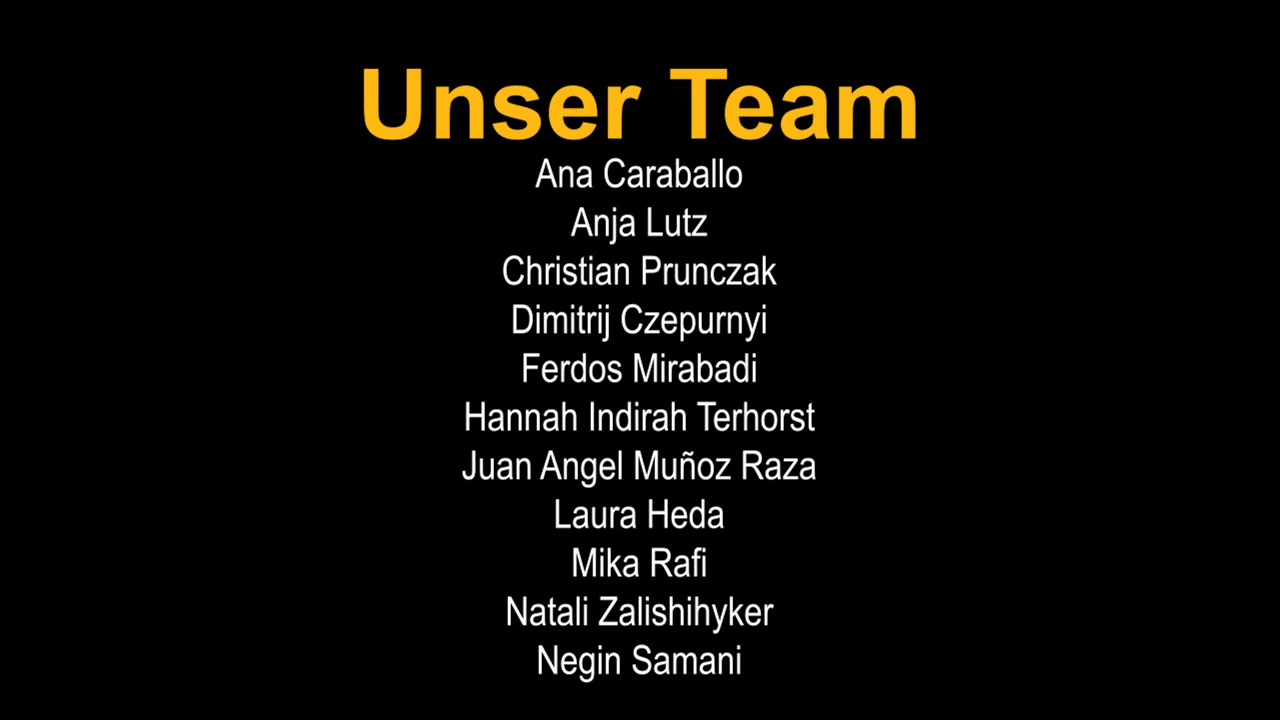 Unser Team
Ana Caraballo
Anja Lutz
Christian Prunczak
Dimitrij Czepurnyi
Ferdos Mirabadi
Hannah Indirah Terhorst
Juan Angel Muñoz Raza
Laura Heda
Mika Rafi
Natali Zalishihyker
Negin Samani